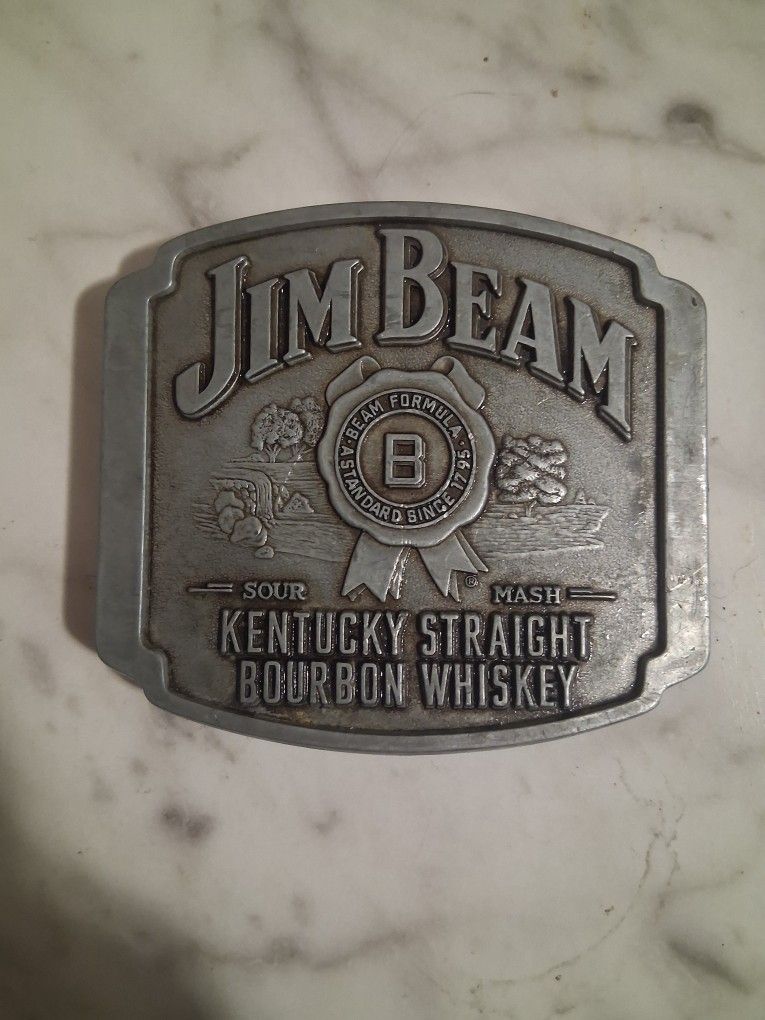 JIM BEAM
· BEAM FORMULA ·
A STANDARD SINCE 1795
B
®
SOUR MASH
KENTUCKY STRAIGHT
BOURBON WHISKEY